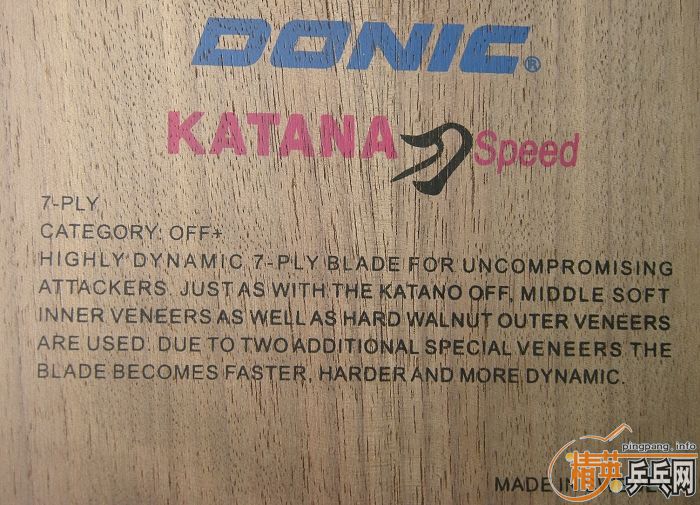 DONIC®
KATANA Speed
7-PLY
CATEGORY: OFF+
HIGHLY DYNAMIC 7-PLY BLADE FOR UNCOMPROMISING
ATTACKERS. JUST AS WITH THE KATANO OFF, MIDDLE SOFT
INNER VENEERS AS WELL AS HARD WALNUT OUTER VENEERS
ARE USED. DUE TO TWO ADDITIONAL SPECIAL VENEERS THE
BLADE BECOMES FASTER, HARDER AND MORE DYNAMIC.
pingpang.info
精英乒乓网
MADE IN